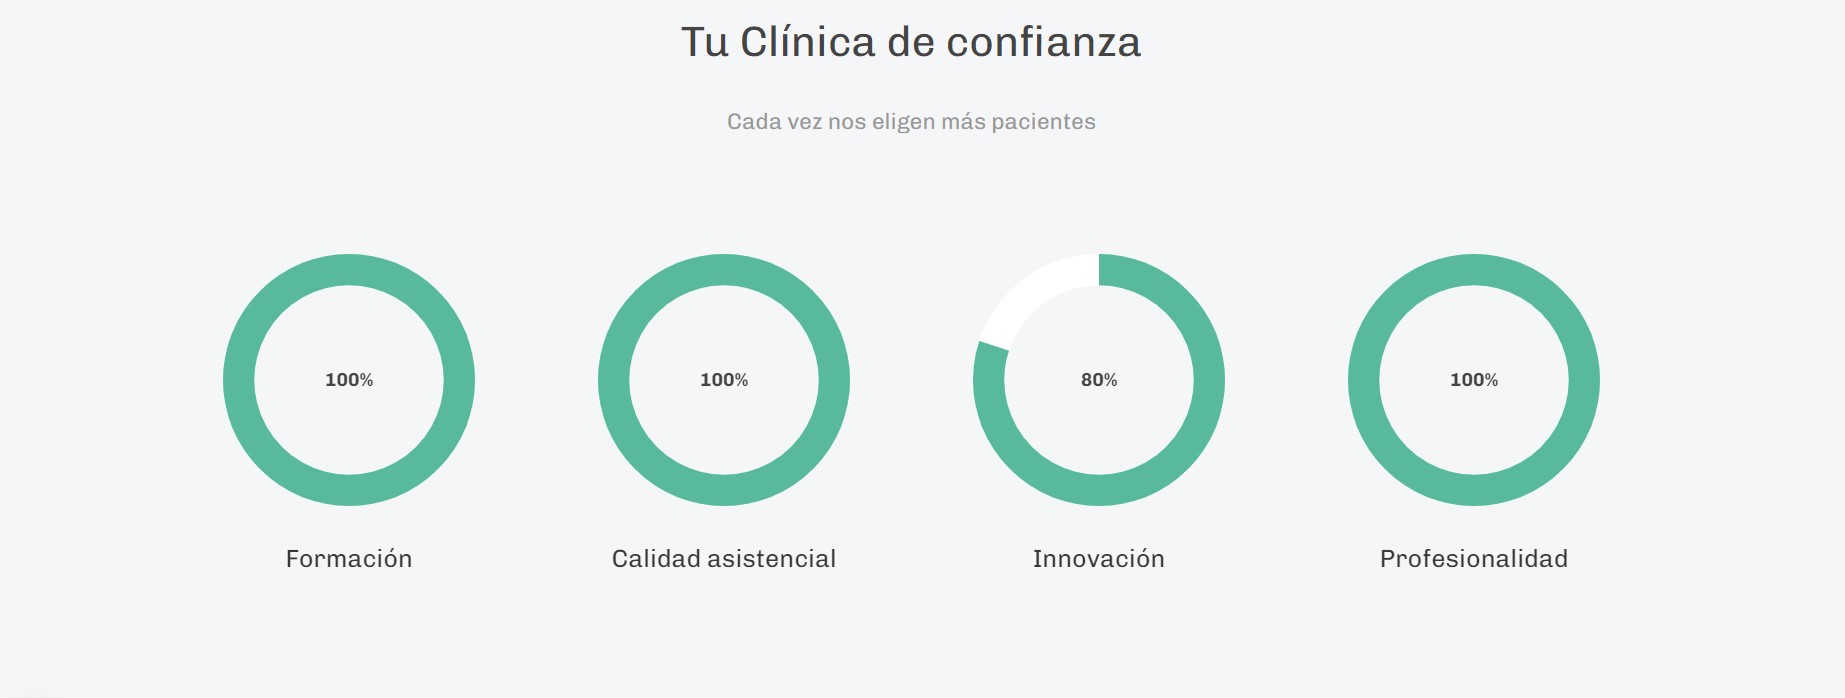 Tu Clínica de confianza
Cada vez nos eligen más pacientes
100%
100%
80%
100%
Formación
Calidad asistencial
Innovación
Profesionalidad